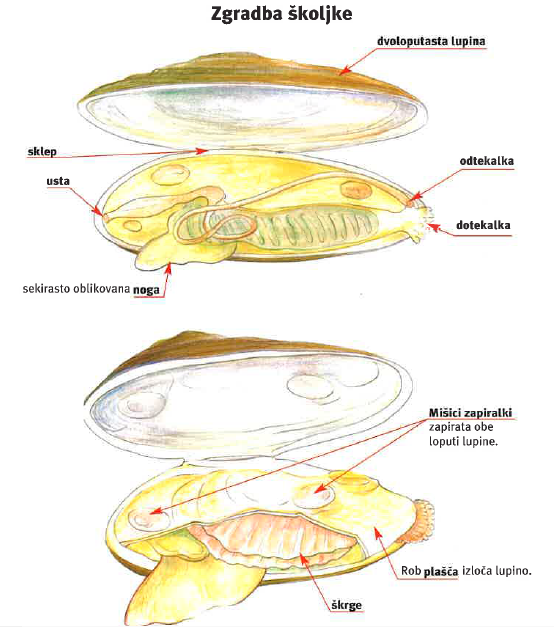 Zgradba školjke
dvoloputasta lupina
sklep
odtekalka
usta
dotekalka
sekirasto oblikovana noga
Mišici zapiralki
zapirata obe
loputi lupine.
Rob plašča izloča lupino.
škrge